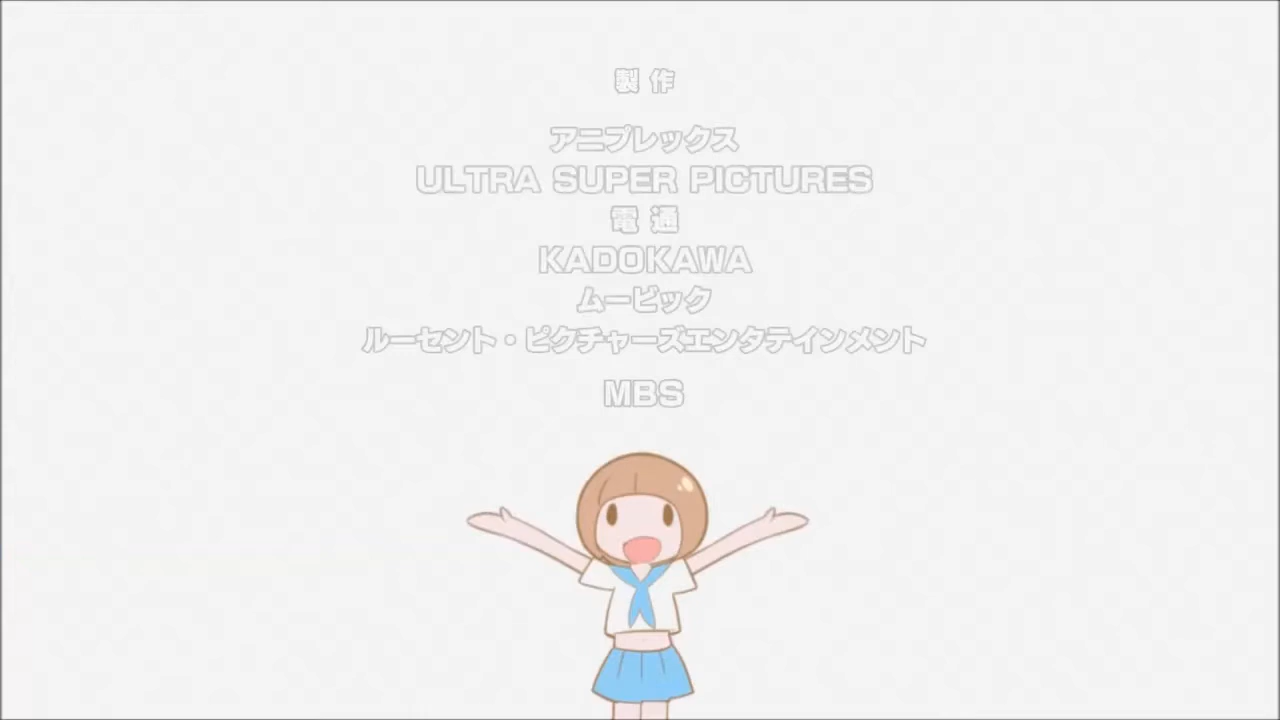 製作
アニプレックス
ULTRA SUPER PICTURES
電通
KADOKAWA
ムービック
ルーセント・ピクチャーズエンタテインメント
MBS